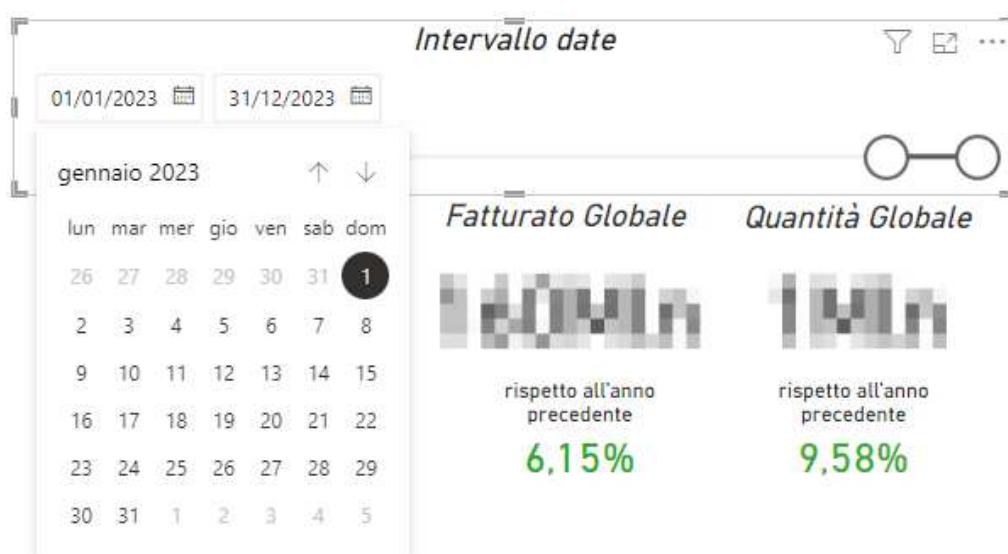 Intervallo date
01/01/2023 31/12/2023
gennaio 2023
lun mar mer gio ven sab dom
26 27 28 29 30 31 1
2 3 4 5 6 7 8
9 10 11 12 13 14 15
16 17 18 19 20 21 22
23 24 25 26 27 28 29
30 31 1 2 3 4 5
Fatturato Globale
rispetto all'anno
precedente
6,15%
Quantità Globale
rispetto all'anno
precedente
9,58%